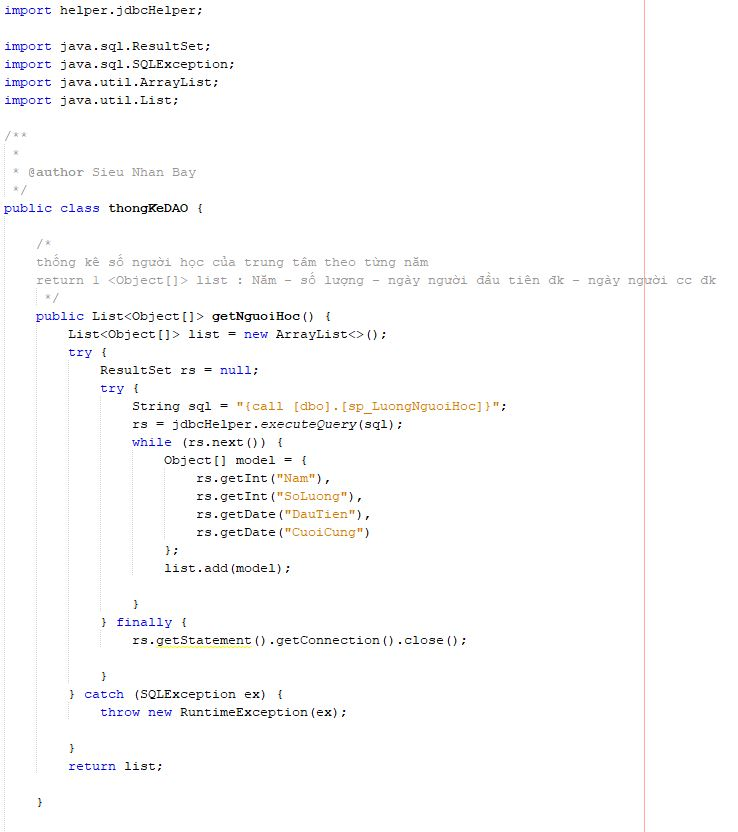 import helper.jdbcHelper;
import java.sql.ResultSet;
import java.sql.SQLException;
import java.util.ArrayList;
import java.util.List;
/**
 *
 * @author Sieu Nhan Bay
 */
public class thongKeDAO {
    /*
    thống kê số người học của trung tâm theo từng năm
    return 1 <Object[]> list : Năm - số lượng - ngày người đầu tiên đk - ngày người cc đk
     */
    public List<Object[]> getNguoiHoc() {
        List<Object[]> list = new ArrayList<>();
        try {
            ResultSet rs = null;
            try {
                String sql = "{call [dbo].[sp_LuongNguoiHoc]}";
                rs = jdbcHelper.executeQuery(sql);
                while (rs.next()) {
                    Object[] model = {
                        rs.getInt("Nam"),
                        rs.getInt("SoLuong"),
                        rs.getDate("DauTien"),
                        rs.getDate("CuoiCung")
                    };
                    list.add(model);
                }
            } finally {
                rs.getStatement().getConnection().close();
            }
        } catch (SQLException ex) {
            throw new RuntimeException(ex);
        }
        return list;
    }